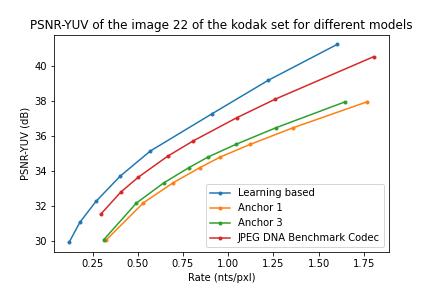 PSNR-YUV of the image 22 of the kodak set for different models
PSNR-YUV (dB)
40
38
36
34
32
30
0.25 0.50 0.75 1.00 1.25 1.50 1.75
Rate (nts/pxl)
Learning based
Anchor 1
Anchor 3
JPEG DNA Benchmark Codec